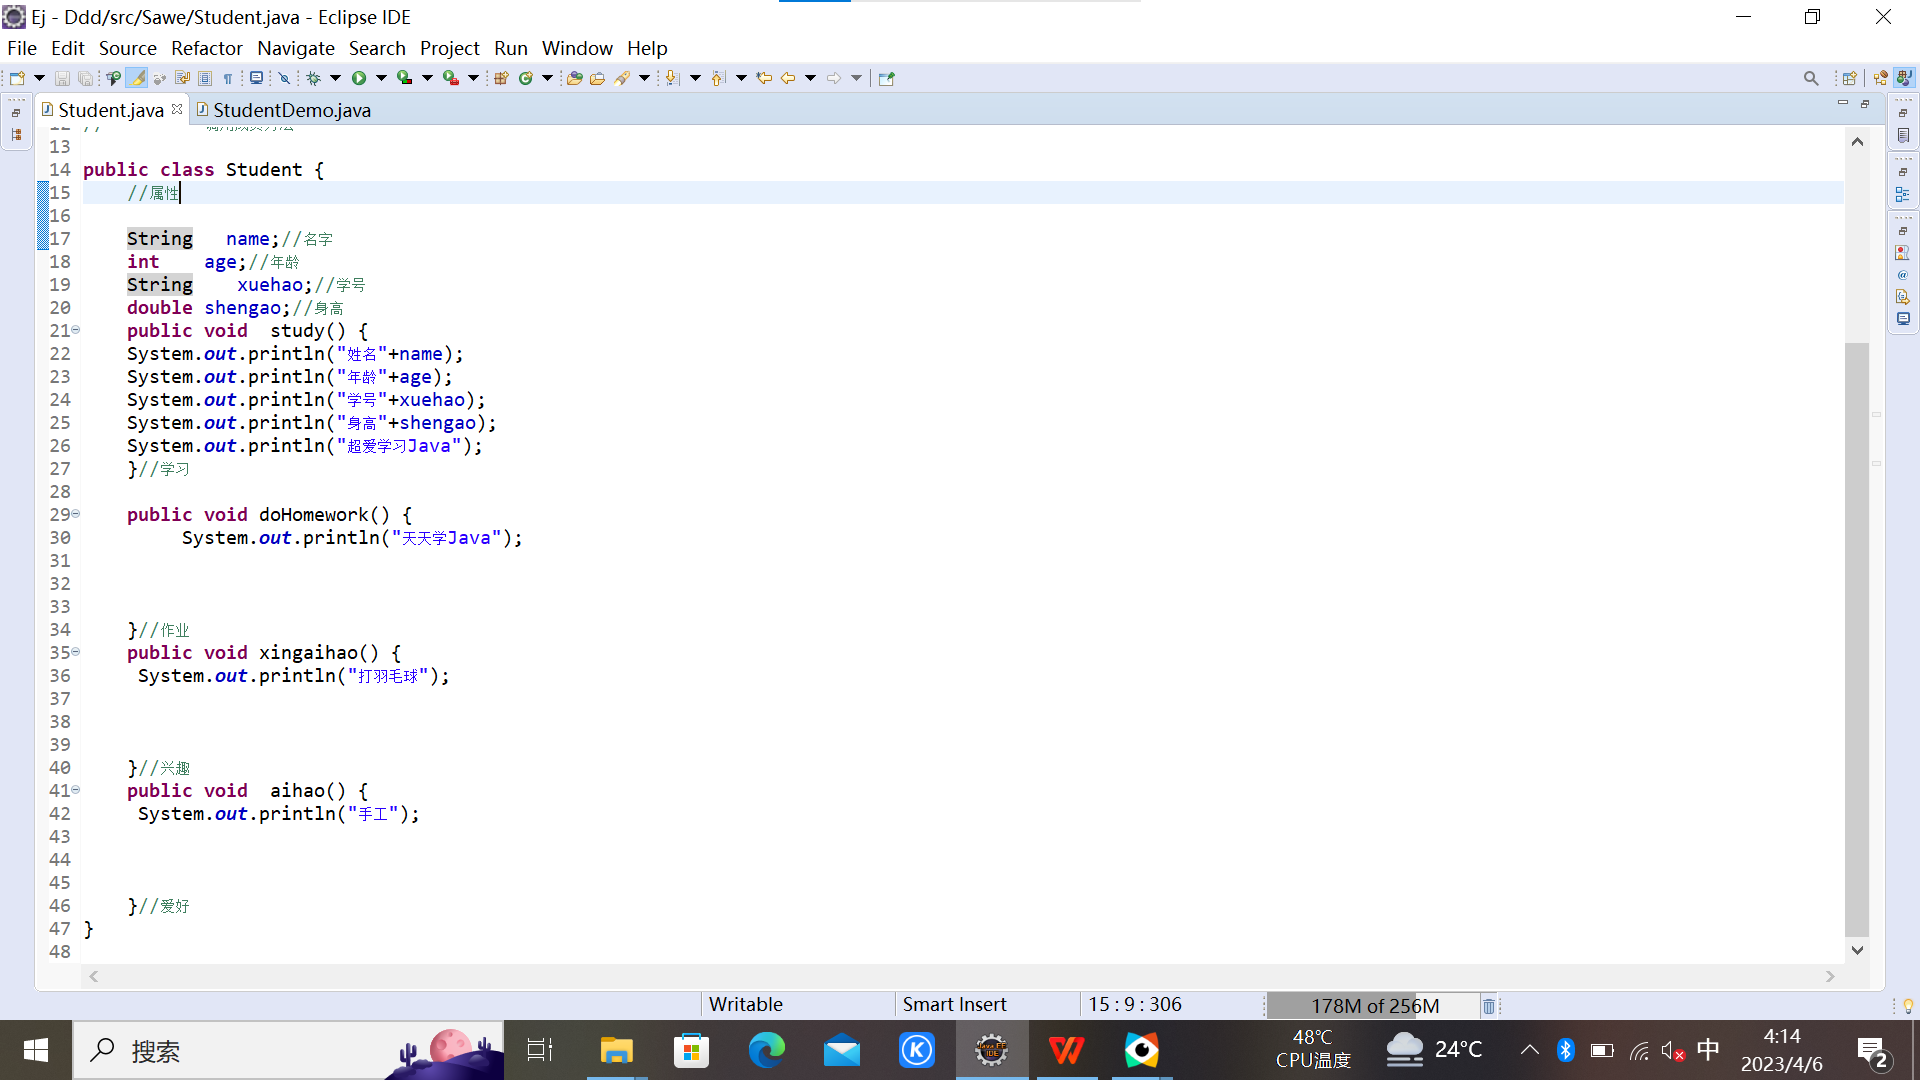 Ej - Ddd/src/Sawe/Student.java - Eclipse IDE
File Edit Source Refactor Navigate Search Project Run Window Help
Student.java StudentDemo.java
13
14 public class Student {
15 //属性
16
17 String name;//名字
18 int age;//年龄
19 String xuehao;//学号
20 double shengao;//身高
21 public void study() {
22 System.out.println("姓名"+name);
23 System.out.println("年龄"+age);
24 System.out.println("学号"+xuehao);
25 System.out.println("身高"+shengao);
26 System.out.println("超爱学习Java");
27 }//学习
28
29 public void doHomework() {
30 System.out.println("天天学Java");
31
32
33
34 }//作业
35 public void xingaihao() {
36 System.out.println("打羽毛球");
37
38
39
40 }//兴趣
41 public void aihao() {
42 System.out.println("手工");
43
44
45
46 }//爱好
47 }
48
Writable Smart Insert 15 : 9 : 306 178M of 256M
搜索
48℃
CPU温度
24°C
中
4:14
2023/4/6
2